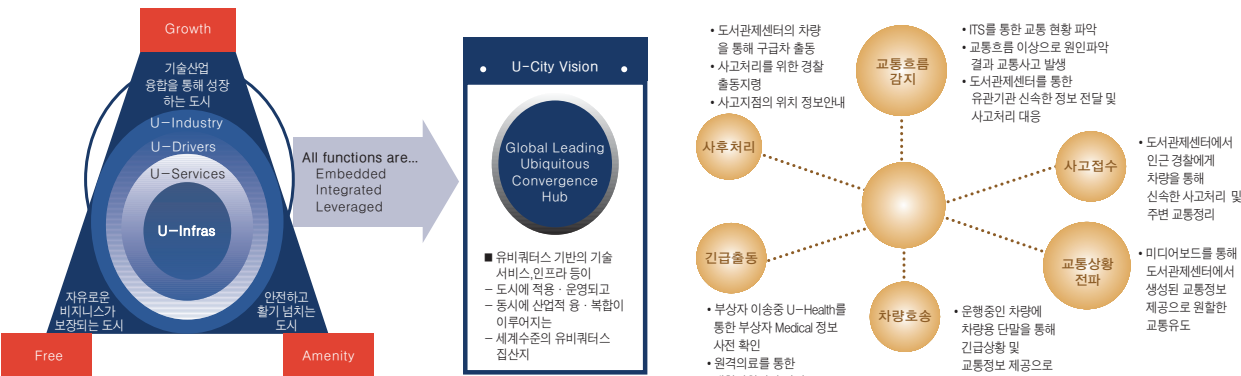 Growth
기술산업
융합을 통해 성장
하는 도시
U-Industry
U-Drivers
U-Services
U-Infras
자유로운
비지니스가
보장되는 도시
안전하고
활기 넘치는
도시
Free
Amenity
All functions are...
Embedded
Integrated
Leveraged
• U-City Vision •
Global Leading
Ubiquitous
Convergence
Hub
■ 유비쿼터스 기반의 기술
서비스,인프라 등이
- 도시에 적용·운영되고
- 동시에 산업적 용·복합이
이루어지는
- 세계수준의 유비쿼터스
집산지
• 도서관제센터의 차량
을 통해 구급차 출동
• 사고처리를 위한 경찰
출동지령
• 사고지점의 위치 정보안내
교통흐름
감지
• ITS를 통한 교통 현황 파악
• 교통흐름 이상으로 원인파악
결과 교통사고 발생
• 도서관제센터를 통한
유관기관 신속한 정보 전달 및
사고처리 대응
사후처리
사고접수
• 도서관제센터에서
인근 경찰에게
차량을 통해
신속한 사고처리 및
주변 교통정리
긴급출동
교통상황
전파
• 미디어보드를 통해
도서관제센터에서
생성된 교통정보
제공으로 원할한
교통유도
• 부상자 이송중 U-Health를
통한 부상자 Medical 정보
사전 확인
• 원격의료를 통한
차량호송
• 운행중인 차량에
차량용 단말을 통해
긴급상황 및
교통정보 제공으로